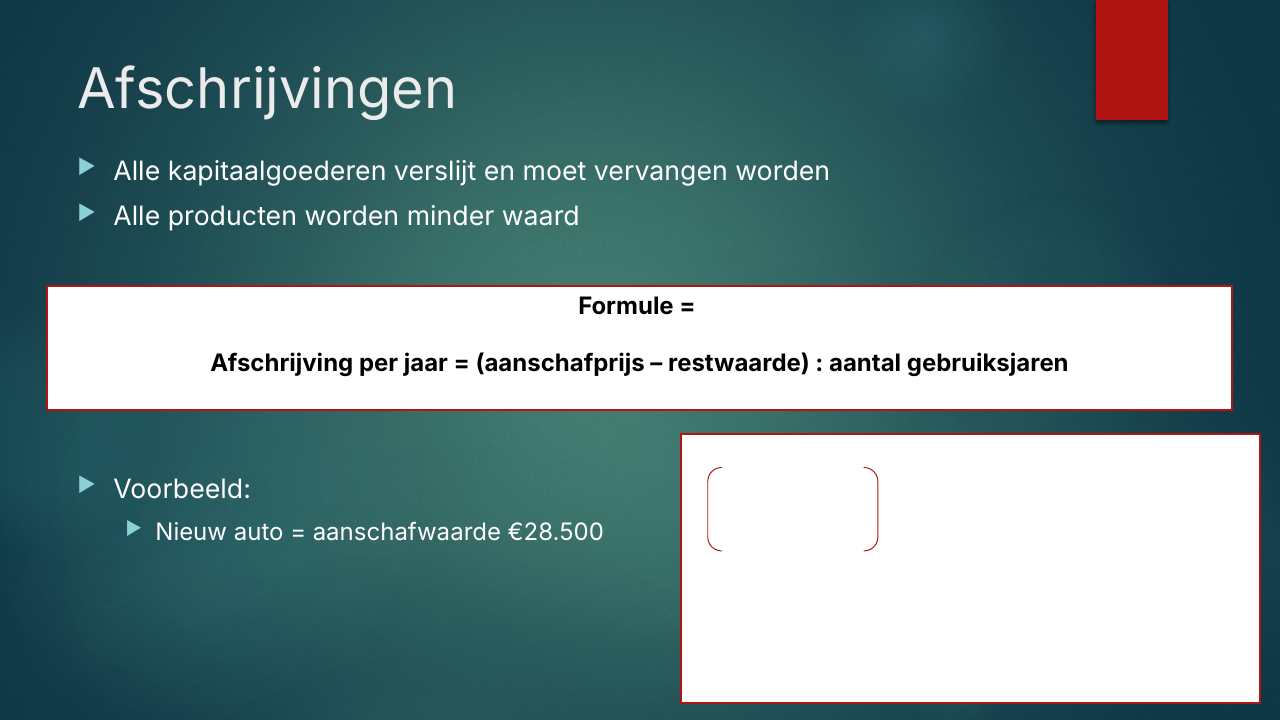 Afschrijvingen
Alle kapitaalgoederen verslijt en moet vervangen worden
Alle producten worden minder waard
Formule =
Afschrijving per jaar = (aanschafprijs – restwaarde) : aantal gebruiksjaren
Voorbeeld:
Nieuw auto = aanschafwaarde €28.500